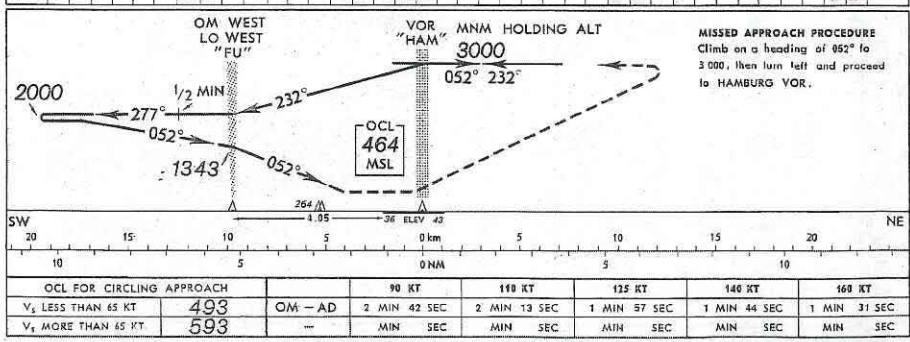 OM WEST
LO WEST
"FU"
VOR
"HAM"
MNM HOLDING ALT
3000
052° 232°
MISSED APPROACH PROCEDURE
Climb on a heading of 052° to
3 000, then turn left and proceed
to HAMBURG VOR.
2000
1/2 MIN
277°
232°
052°
1343
052°
OCL
464
MSL
264
4.05
36 ELEV 43
SW
NE
20 15 10 5 0 km 5 10 15 20
10 5 0 NM 5 10
OCL FOR CIRCLING APPROACH 90 KT 110 KT 125 KT 140 KT 160 KT
Vs LESS THAN 65 KT 493 OM – AD 2 MIN 42 SEC 2 MIN 13 SEC 1 MIN 57 SEC 1 MIN 44 SEC 1 MIN 31 SEC
Vs MORE THAN 65 KT 593 — MIN SEC MIN SEC MIN SEC MIN SEC MIN SEC